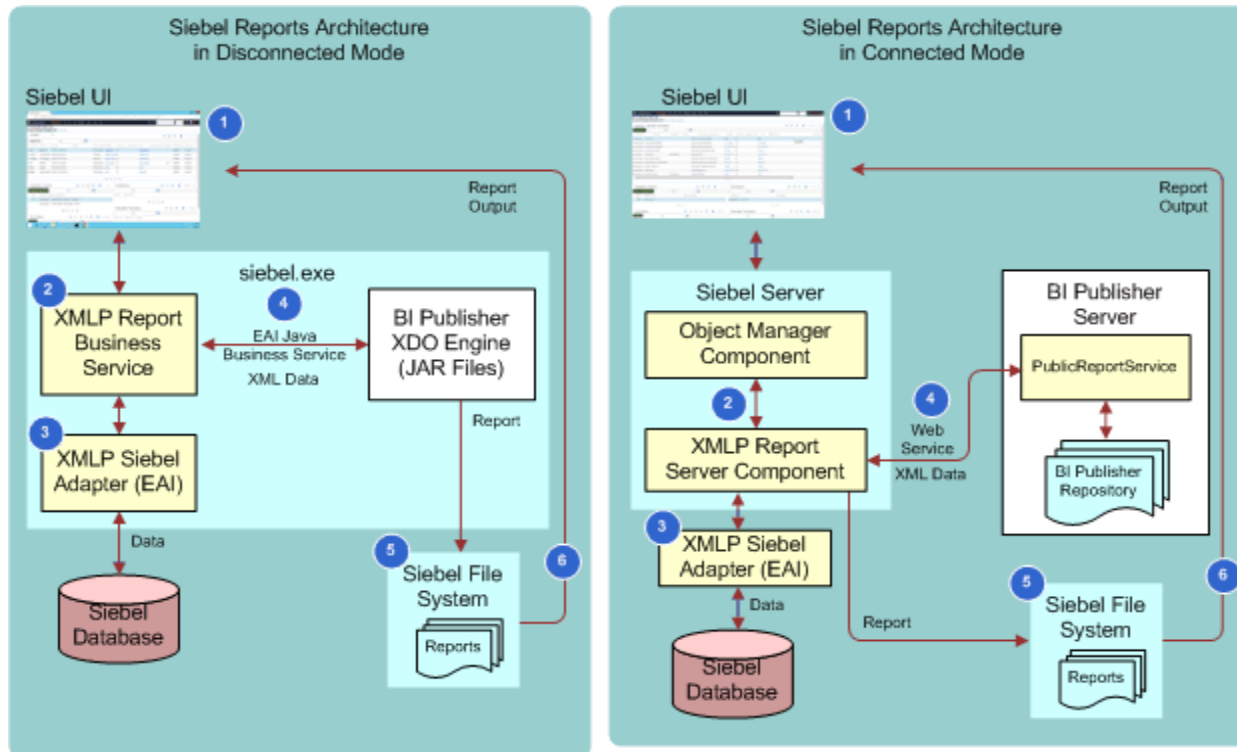 Siebel Reports Architecture
in Disconnected Mode
Siebel UI
1
Report
Output
siebel.exe
2
4
XMLP Report
Business
Service
EAI Java
Business Service
XML Data
BI Publisher
XDO Engine
(JAR Files)
Report
3
XMLP Siebel
Adapter (EAI)
Data
5
6
Siebel File
System
Reports
Siebel
Database
Siebel Reports Architecture
in Connected Mode
Siebel UI
1
Report
Output
Siebel Server
Object Manager
Component
2
XMLP Report
Server Component
4
Web
Service
XML Data
BI Publisher
Server
PublicReportService
BI Publisher
Repository
3
XMLP Siebel
Adapter (EAI)
Data
Report
5
6
Siebel File
System
Reports
Siebel
Database